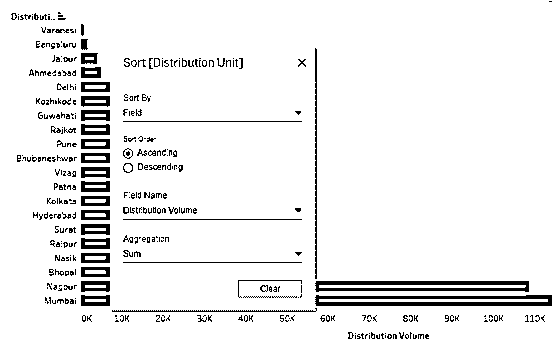 Distributi..
Varanasi
Bengaluru
Jaipur
Ahmedabad
Delhi
Kozhikode
Guwahati
Rajkot
Pune
Bhubaneshwar
Vizag
Patna
Kolkata
Hyderabad
Surat
Raipur
Nasik
Bhopal
Nagpur
Mumbai
Sort [Distribution Unit]
Sort By
Field
Sort Order
Ascending
Descending
Field Name
Distribution Volume
Aggregation
Sum
Clear
0K 10K 20K 30K 40K 50K 60K 70K 80K 90K 100K 110K
Distribution Volume